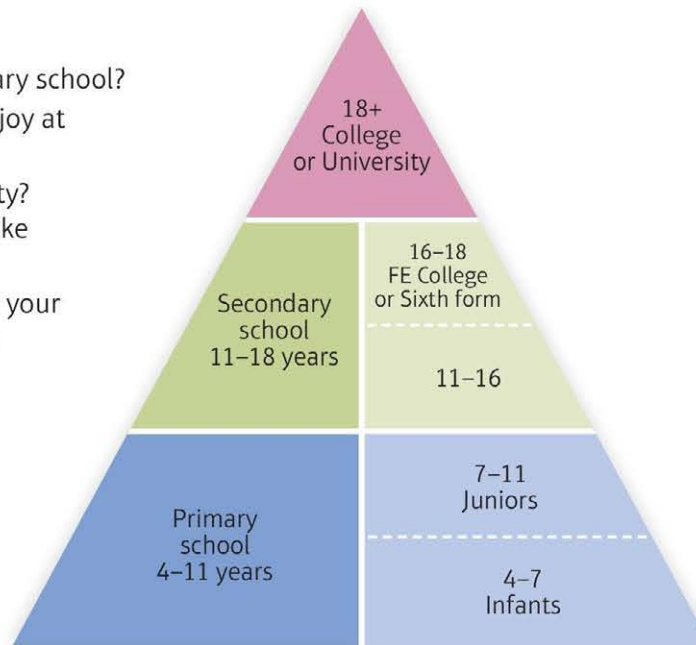 ary school?
joy at
ty?
ke
your
18+
College
or University
Secondary
school
11–18 years
16–18
FE College
or Sixth form
11–16
Primary
school
4–11 years
7–11
Juniors
4–7
Infants